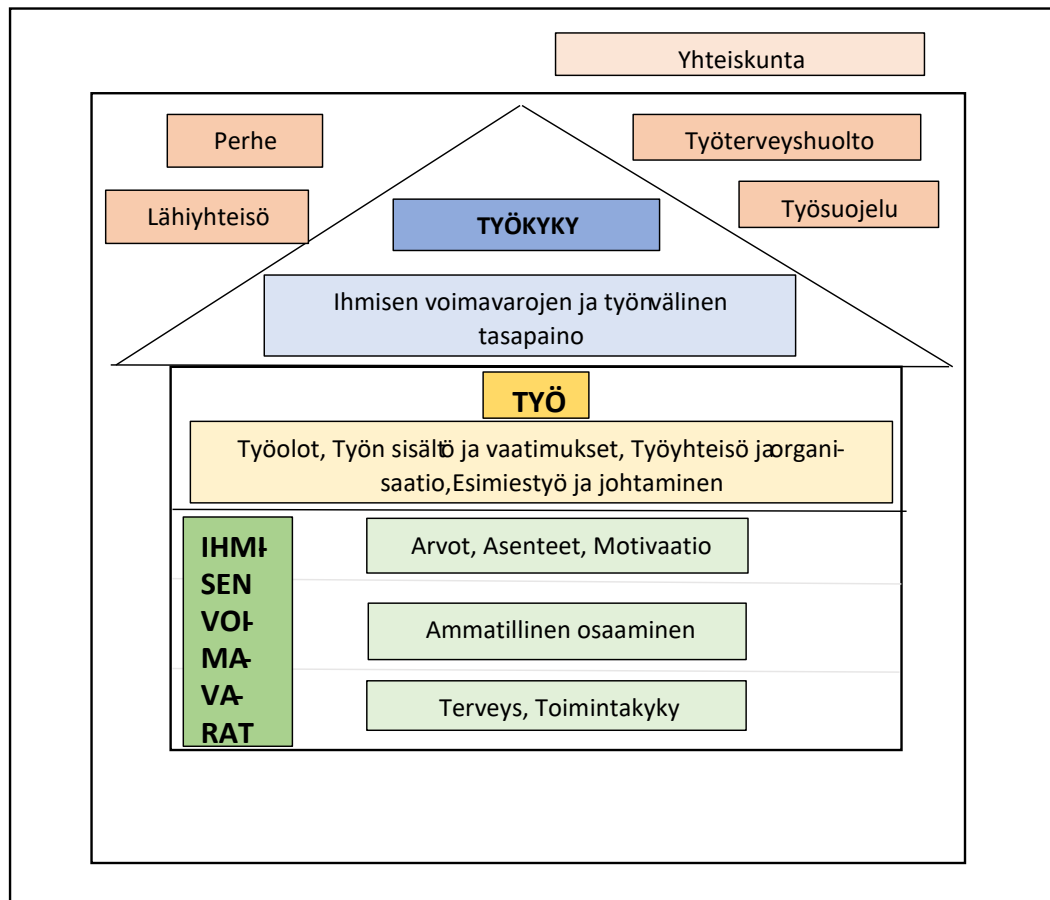 Yhteiskunta
Perhe
Työterveyshuolto
Lähiyhteisö
Työsuojelu
TYÖKYKY
Ihmisen voimavarojen ja työnvälinen
tasapaino
TYÖ
Työolot, Työn sisältö ja vaatimukset, Työyhteisö ja organi-
saatio,Esimiestyö ja johtaminen
IHMI-
SEN
VOI-
MA-
VA-
RAT
Arvot, Asenteet, Motivaatio
Ammatillinen osaaminen
Terveys, Toimintakyky